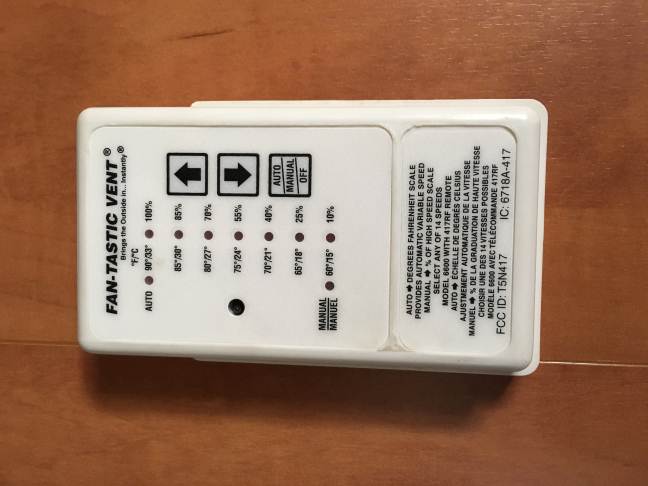 FAN-TASTIC VENT®
Brings the Outside in... Instantly®
°F/°C
AUTO 90°/33° 100%
85°/30° 85%
80°/27° 70%
75°/24° 55%
70°/21° 40%
65°/18° 25%
MANUAL
MANUEL 60°/15° 10%
AUTO
MANUAL
OFF
AUTO ➡ DEGREES FAHRENHEIT SCALE
PROVIDES AUTOMATIC VARIABLE SPEED
MANUAL ➡ % OF HIGH SPEED SCALE
SELECT ANY OF 14 SPEEDS
MODEL 6600 WITH 417RF REMOTE
AUTO ➡ ÉCHELLE DE DEGRÉS CELSIUS
AJUSTMEMENT AUTOMATIQUE DE LA VITESSE
MANUEL ➡ % DE LA GRADUATION DE HAUTE VITESSE
CHOISIR UNE DES 14 VITESSES POSSIBLES
MODÈLE 6600 AVEC TÉLÉCOMMANDE 417RF
FCC ID: T5N417 IC: 6718A-417